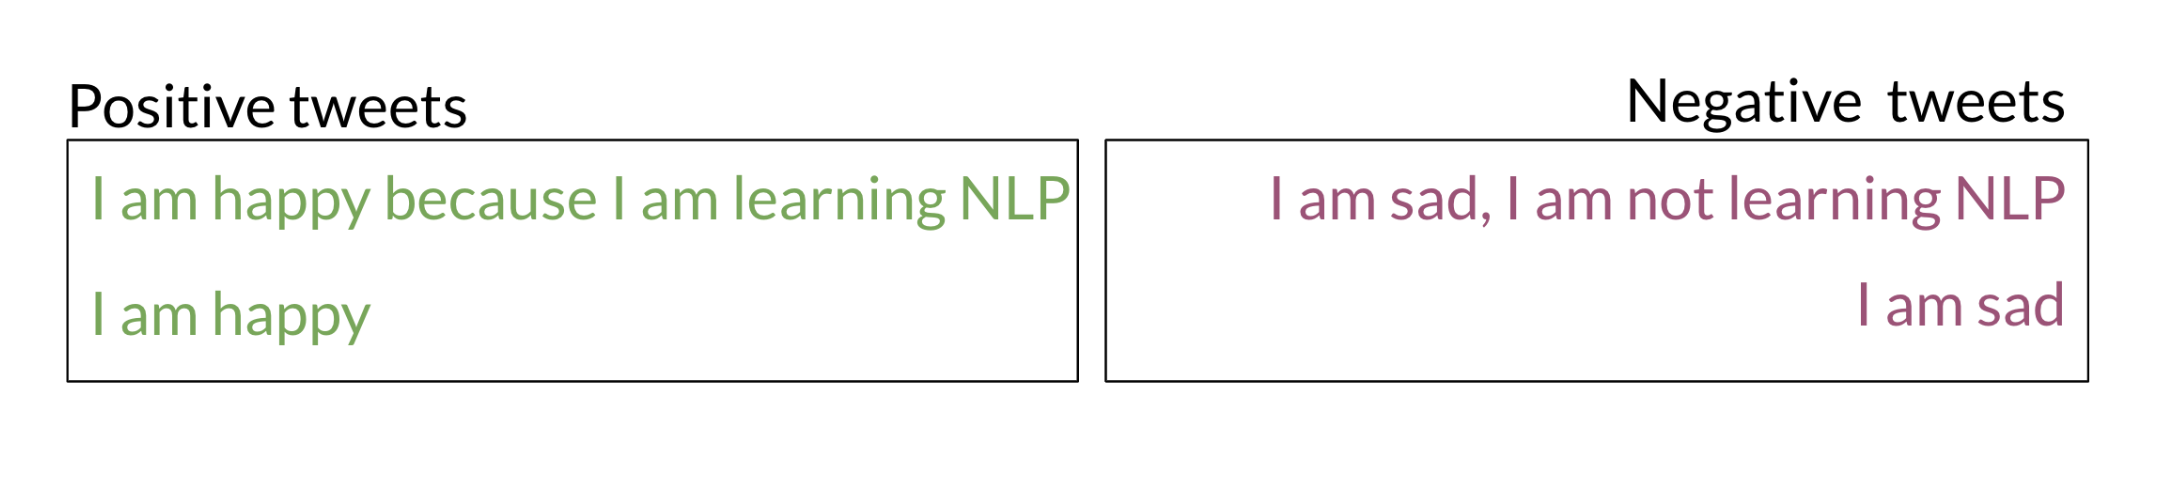 Positive tweets
I am happy because I am learning NLP
I am happy
Negative tweets
I am sad, I am not learning NLP
I am sad